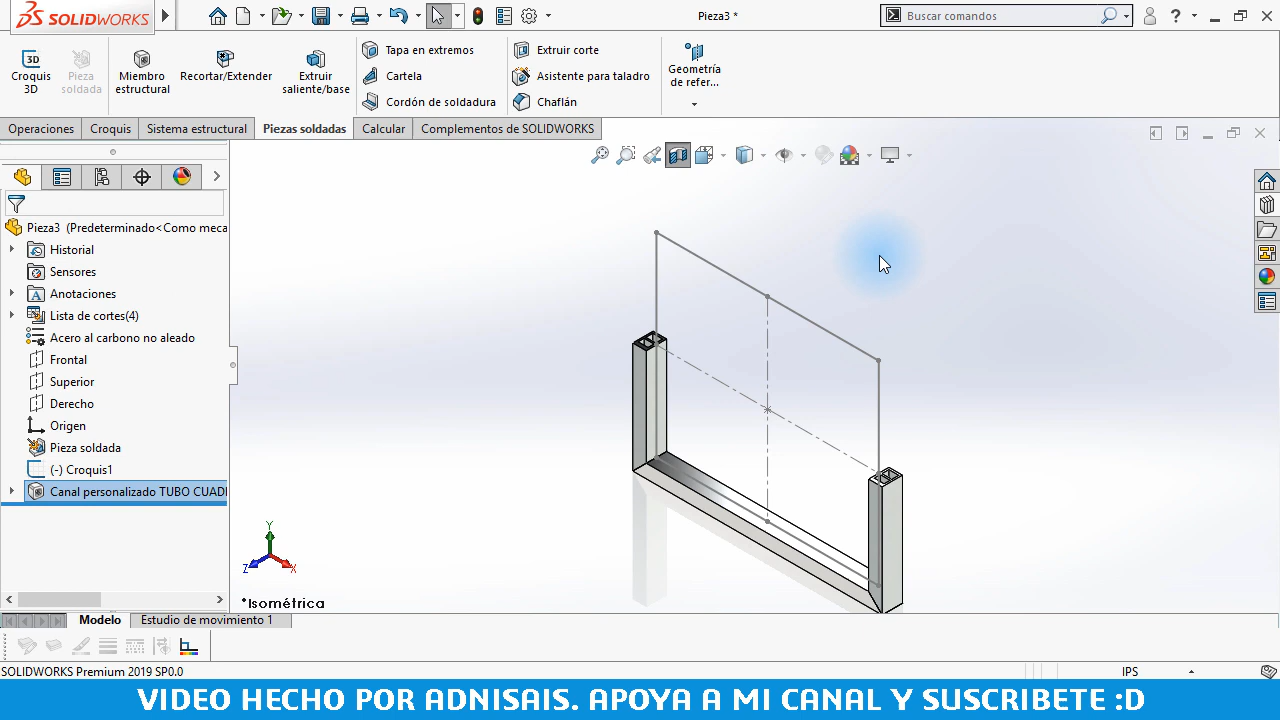 SOLIDWORKS
Pieza3 *
Buscar comandos
Croquis 3D
Pieza soldada
Miembro estructural
Recortar/Extender
Extruir saliente/base
Tapa en extremos
Cartela
Cordón de soldadura
Extruir corte
Asistente para taladro
Chaflán
Geometría de refer...
Operaciones
Croquis
Sistema estructural
Piezas soldadas
Calcular
Complementos de SOLIDWORKS
Pieza3 (Predeterminado<Como meca
Historial
Sensores
Anotaciones
Lista de cortes(4)
Acero al carbono no aleado
Frontal
Superior
Derecho
Origen
Pieza soldada
(-) Croquis1
Canal personalizado TUBO CUAD
Y
Z
X
*Isométrica
Modelo
Estudio de movimiento 1
SOLIDWORKS Premium 2019 SP0.0
IPS
VIDEO HECHO POR ADNISAIS. APOYA A MI CANAL Y SUSCRIBETE :D